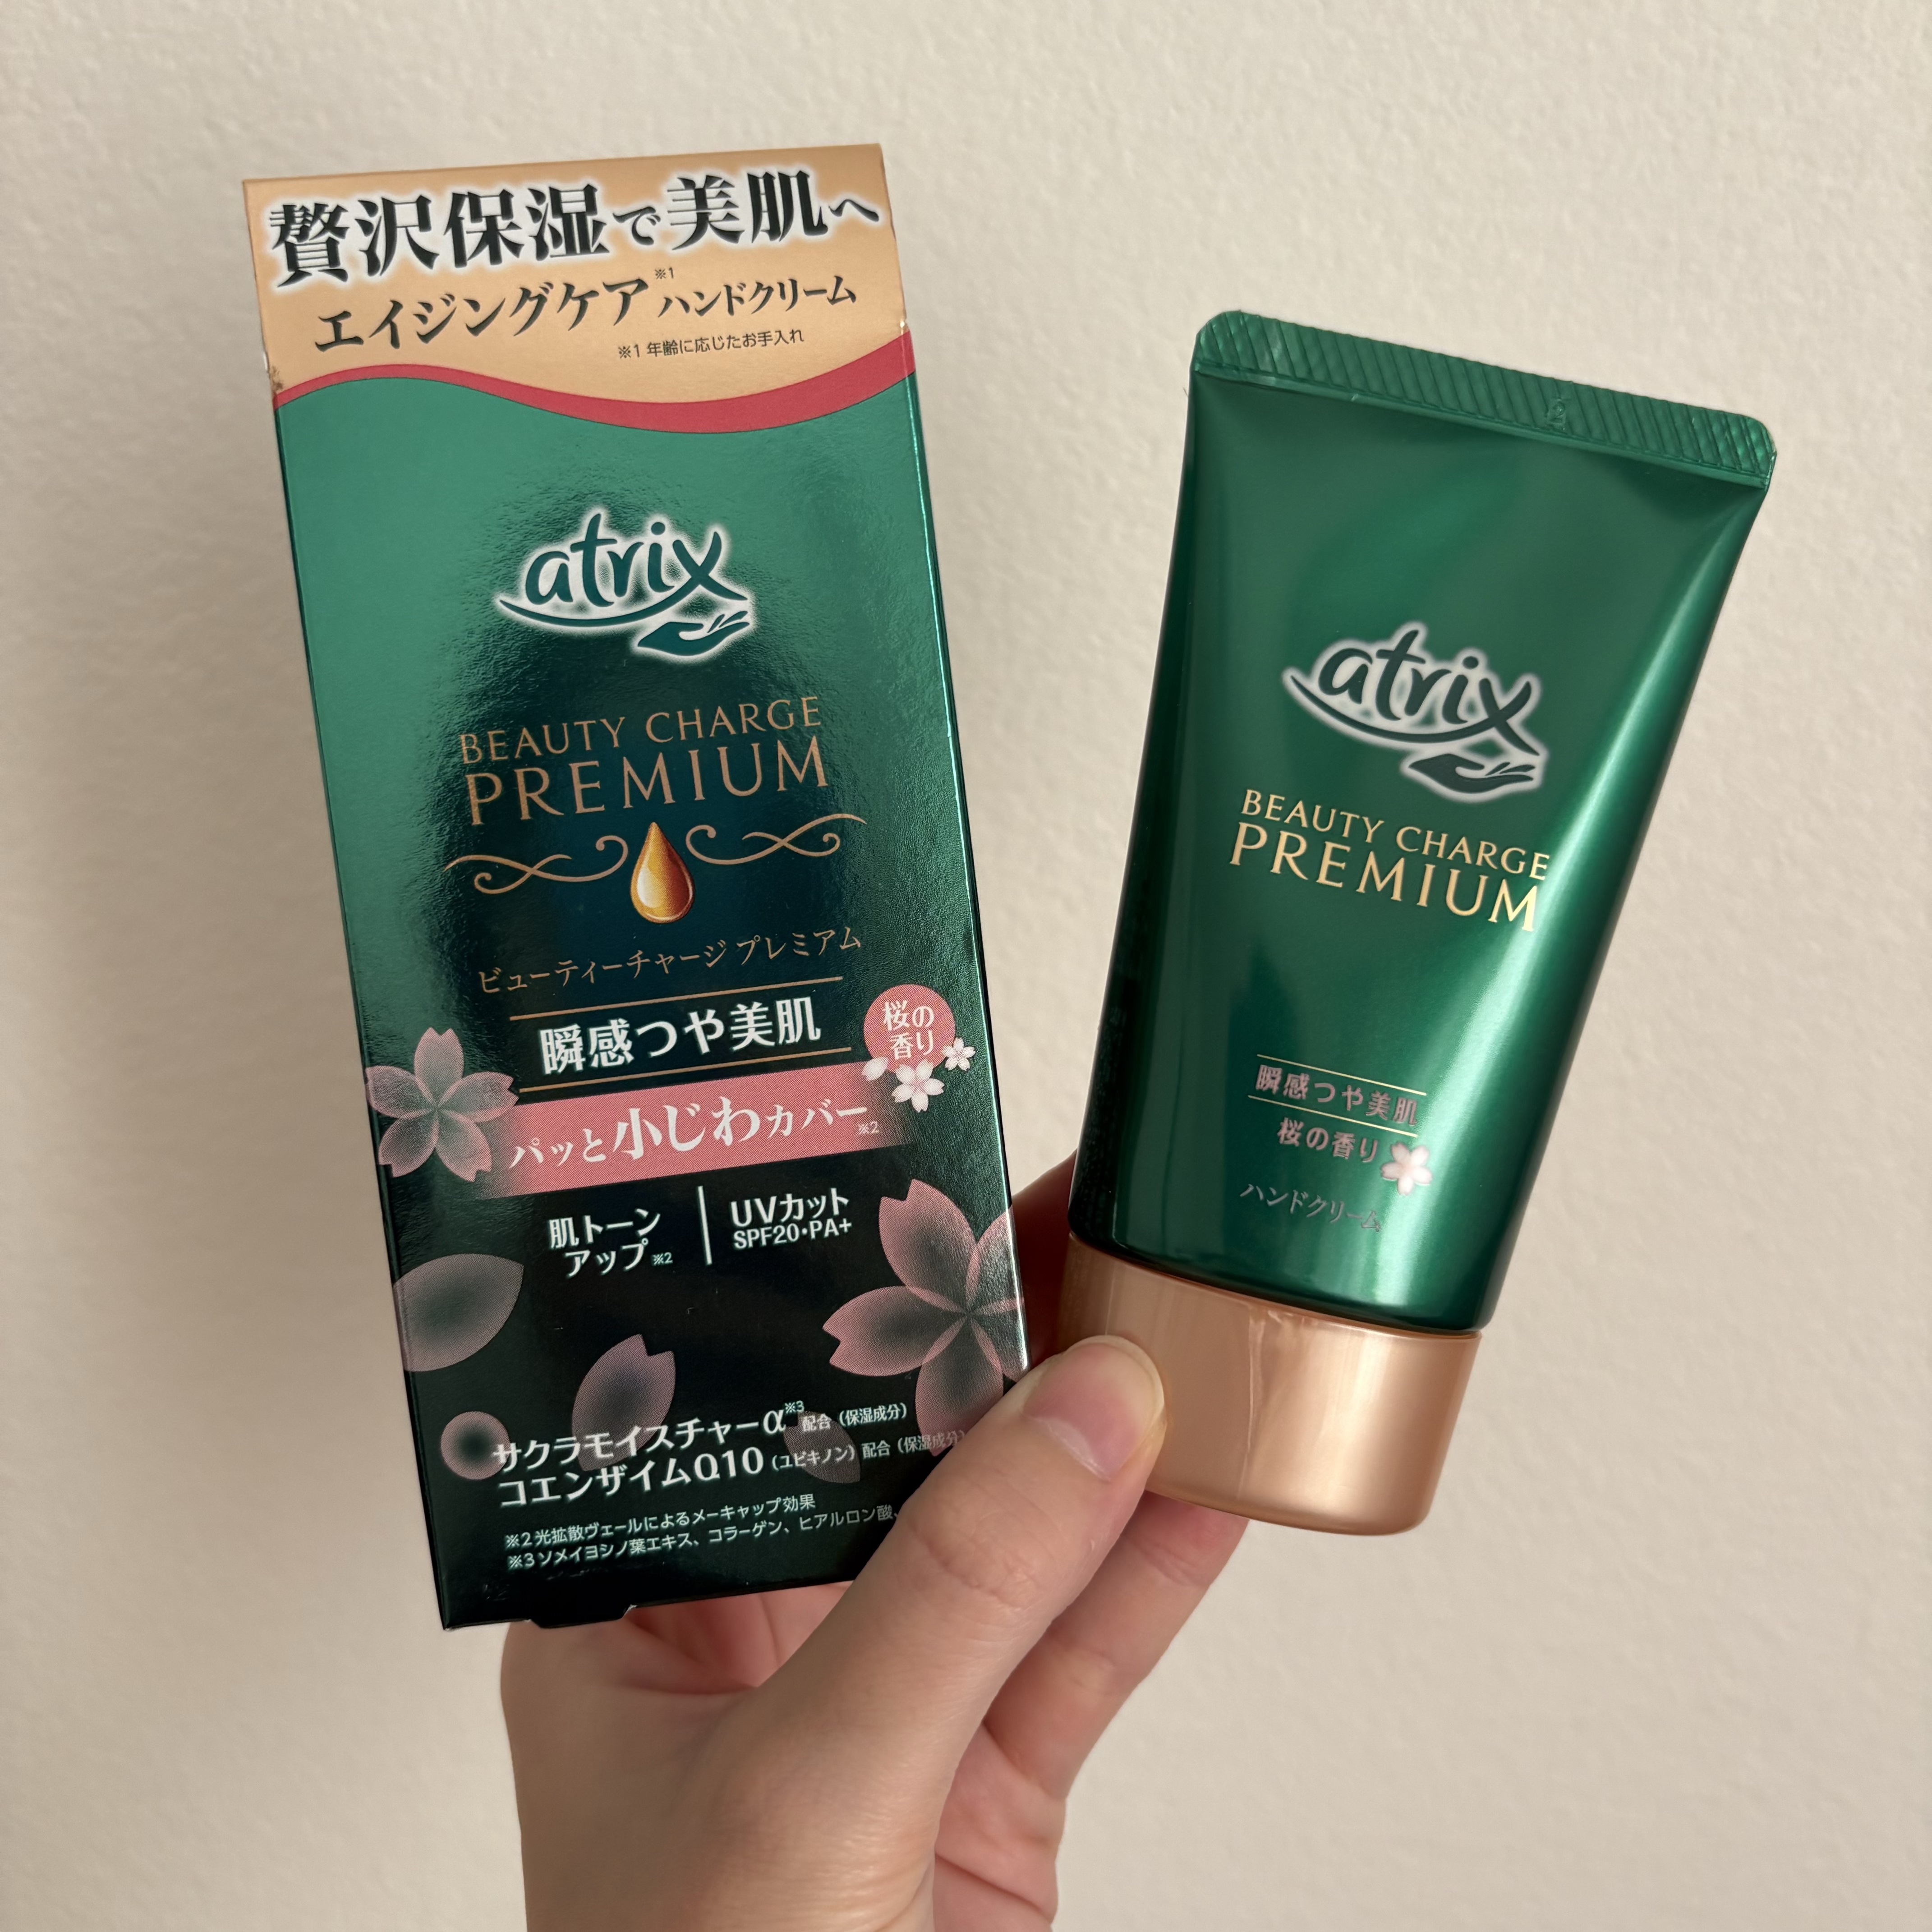 贅沢保湿で美肌へ
エイジングケア※1ハンドクリーム
※1 年齢に応じたお手入れ
atrix
BEAUTY CHARGE
PREMIUM
ビューティーチャージ プレミアム
瞬感つや美肌
桜の
香り
パッと小じわカバー※2
肌トーン
アップ※2
UVカット
SPF20・PA+
サクラモイスチャーα※3配合（保湿成分）
コエンザイムQ10（ユビキノン）配合（保湿成分）
※2光拡散ヴェールによるメーキャップ効果
※3ソメイヨシノ葉エキス、コラーゲン、ヒアルロン酸、
atrix
BEAUTY CHARGE
PREMIUM
瞬感つや美肌
桜の香り
ハンドクリーム